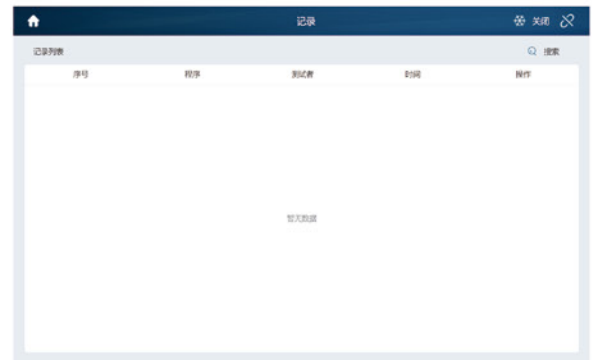 记录
关闭
记录列表
搜索
序号 程序 测试者 时间 操作
暂无数据